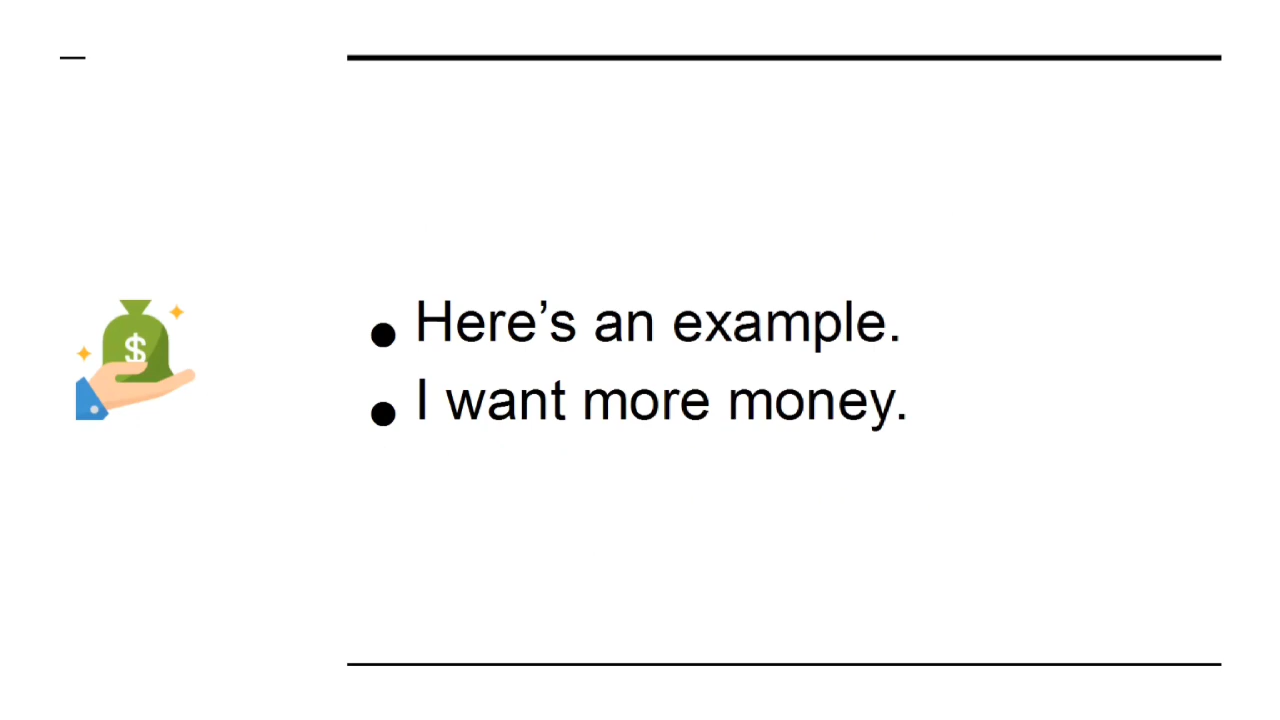 $
• Here’s an example.
• I want more money.